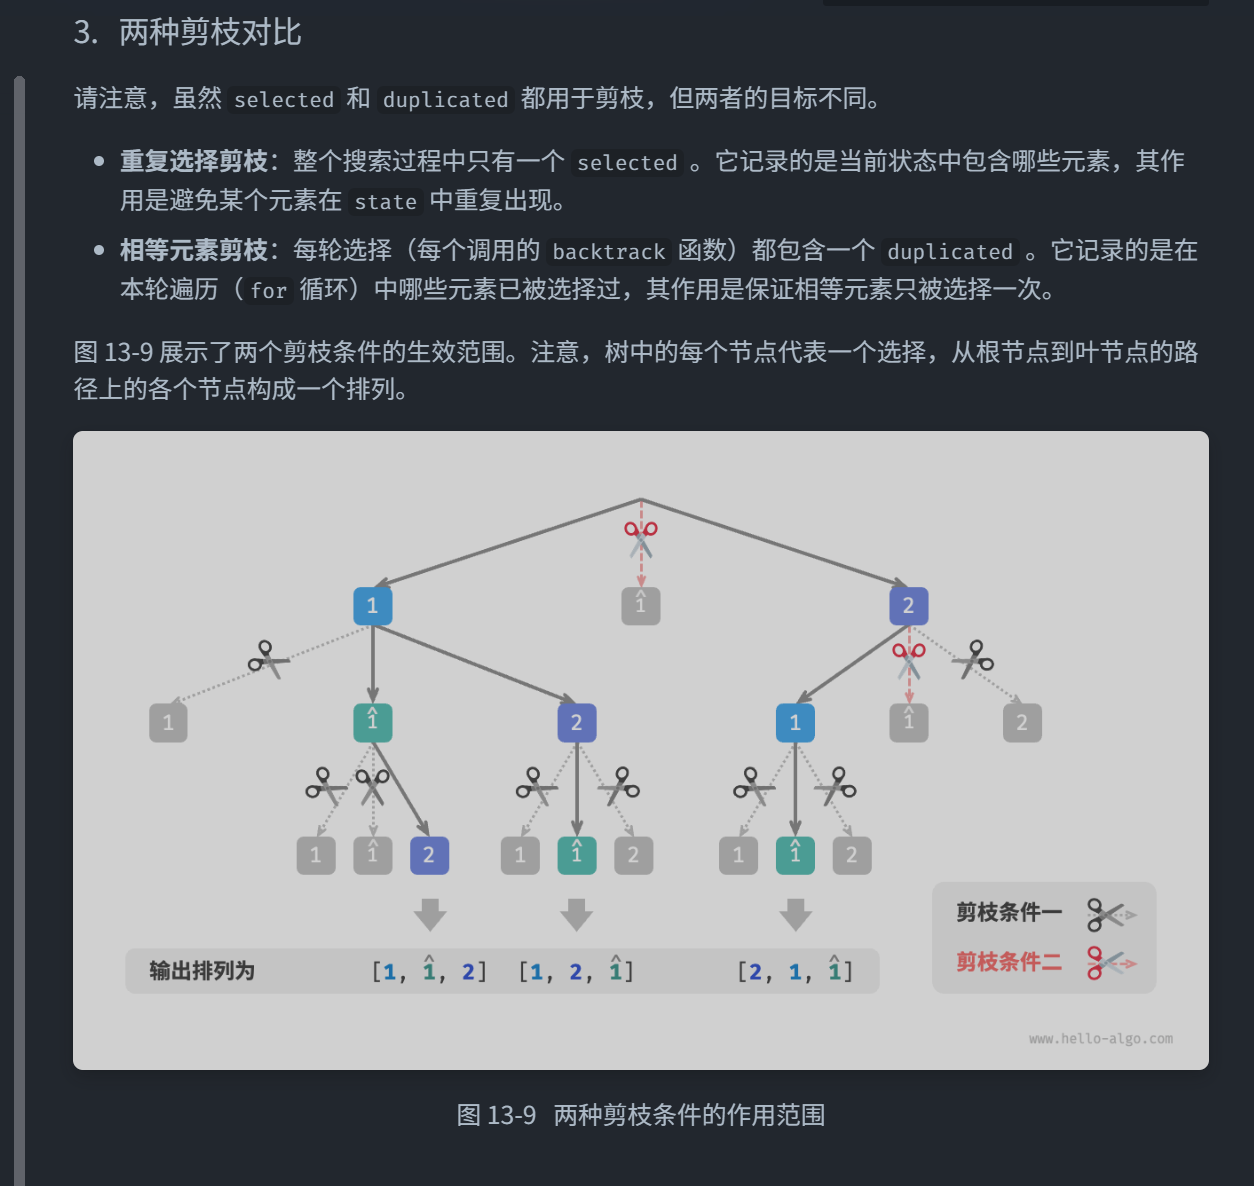 3. 两种剪枝对比
请注意，虽然 selected 和 duplicated 都用于剪枝，但两者的目标不同。
• 重复选择剪枝：整个搜索过程中只有一个 selected 。它记录的是当前状态中包含哪些元素，其作
用是避免某个元素在 state 中重复出现。
• 相等元素剪枝：每轮选择（每个调用的 backtrack 函数）都包含一个 duplicated 。它记录的是在
本轮遍历（ for 循环）中哪些元素已被选择过，其作用是保证相等元素只被选择一次。
图 13-9 展示了两个剪枝条件的生效范围。注意，树中的每个节点代表一个选择，从根节点到叶节点的路
径上的各个节点构成一个排列。
1 1̂ 2
1 1̂ 2 1 1̂ 2
1 1̂ 2 1 1̂ 2 1 1̂ 2
剪枝条件一
剪枝条件二
输出排列为 [1, 1̂, 2] [1, 2, 1̂] [2, 1, 1̂]
www.hello-algo.com
图 13-9 两种剪枝条件的作用范围